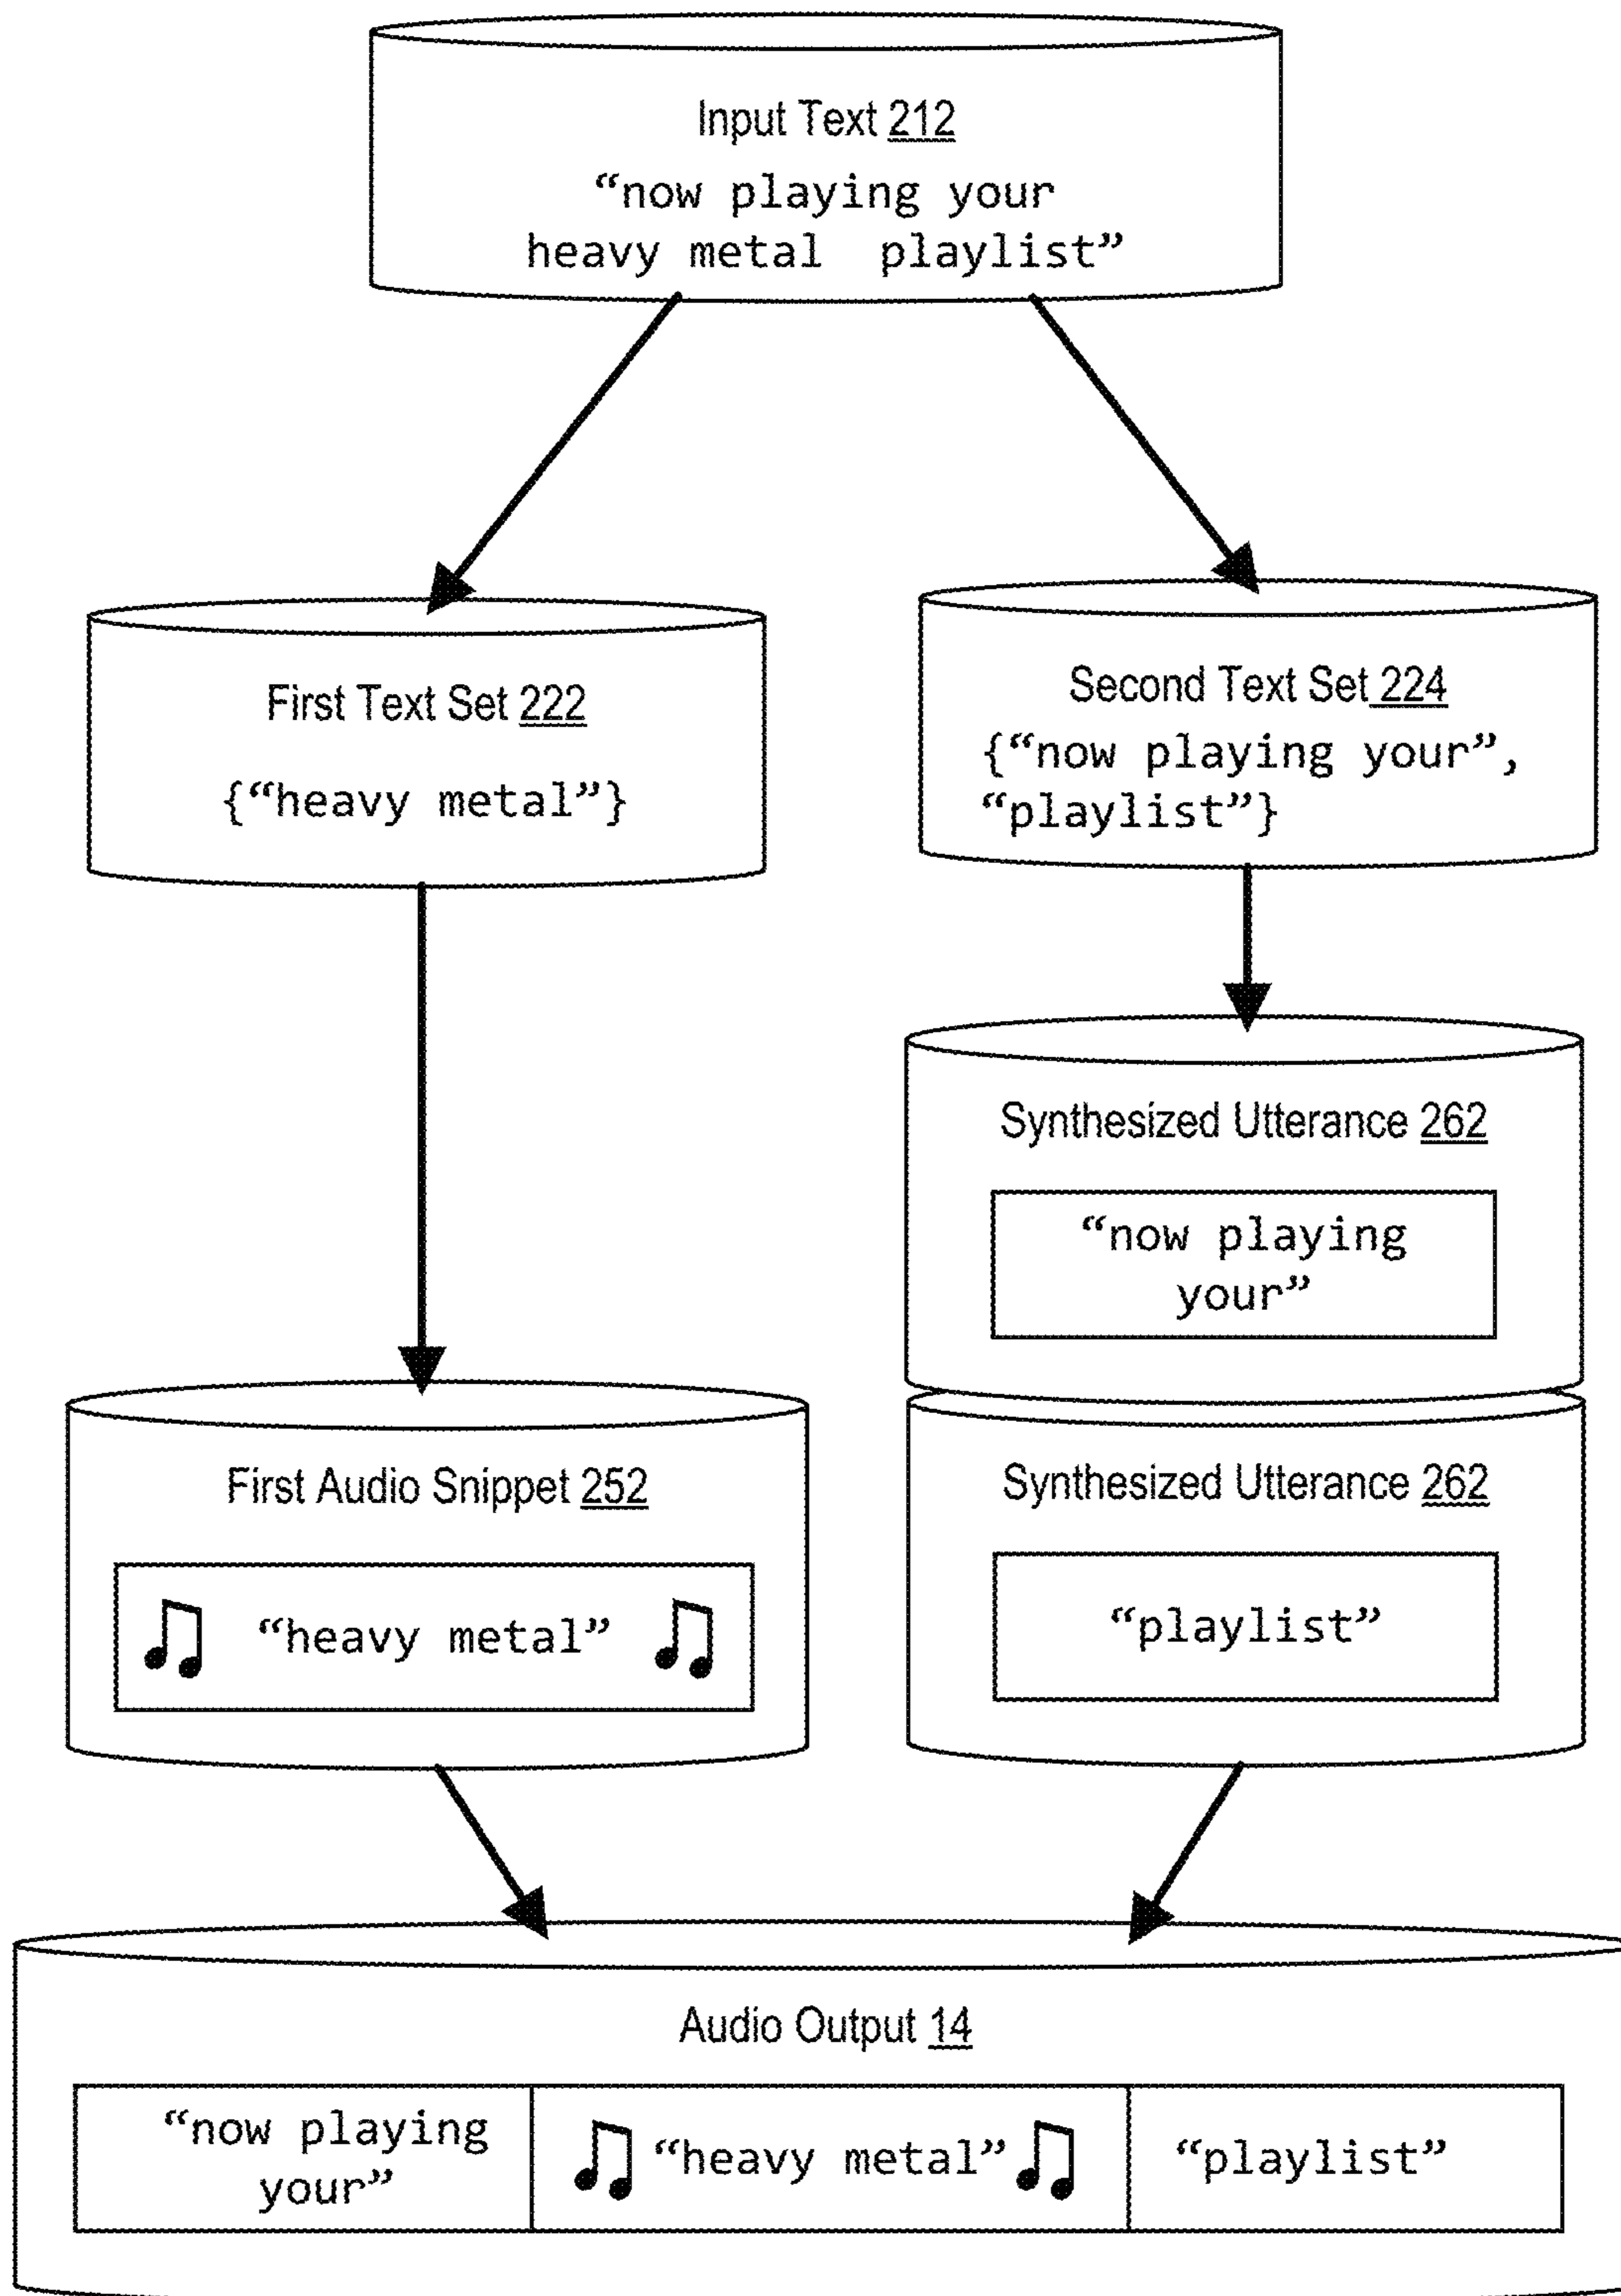 Input Text 212
“now playing your
heavy metal playlist”
First Text Set 222
{“heavy metal”}
Second Text Set 224
{“now playing your”,
“playlist”}
Synthesized Utterance 262
“now playing
your”
First Audio Snippet 252
“heavy metal”
Synthesized Utterance 262
“playlist”
Audio Output 14
“now playing
your”
“heavy metal”
“playlist”